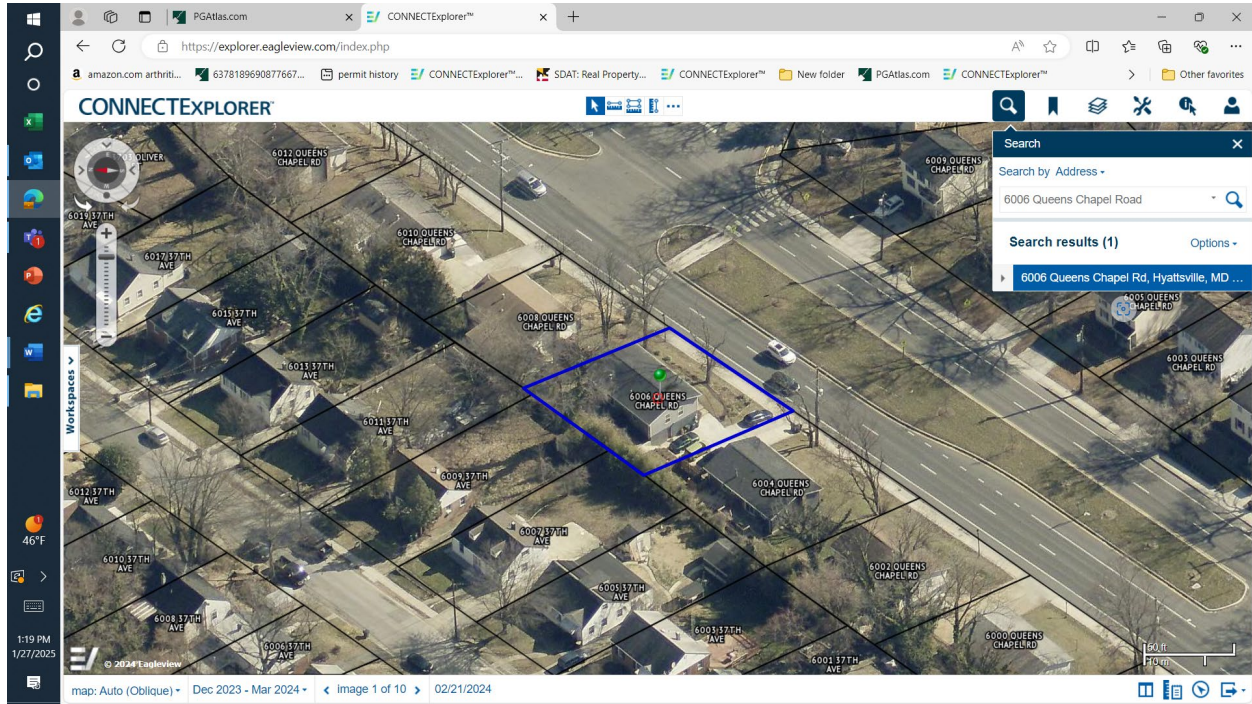 PGAtlas.com
CONNECTExplorer™
https://explorer.eagleview.com/index.php
amazon.com arthriti...
6378189690877667...
permit history
CONNECTExplorer™...
SDAT: Real Property...
CONNECTExplorer™
New folder
PGAtlas.com
CONNECTExplorer™
Other favorites
CONNECTEXPLORER™
Search
Search by Address
6006 Queens Chapel Road
Search results (1)
Options
6006 Queens Chapel Rd, Hyattsville, MD ...
OLIVER
6012 QUEENS
CHAPEL RD
6009 QUEENS
CHAPEL RD
6019 37TH
AVE
6010 QUEENS
CHAPEL RD
6017 37TH
AVE
6005 QUEENS
CHAPEL RD
6015 37TH
AVE
6008 QUEENS
CHAPEL RD
6003 QUEENS
CHAPEL RD
6013 37TH
AVE
6006 QUEENS
CHAPEL RD
6011 37TH
AVE
6009 37TH
AVE
6004 QUEENS
CHAPEL RD
6012 37TH
AVE
6007 37TH
AVE
6010 37TH
AVE
6002 QUEENS
CHAPEL RD
6005 37TH
AVE
6008 37TH
AVE
6003 37TH
AVE
6000 QUEENS
CHAPEL RD
6006 37TH
AVE
6001 37TH
AVE
50 ft
10 m
Workspaces
© 2024 Eagleview
map: Auto (Oblique)
Dec 2023 - Mar 2024
image 1 of 10
02/21/2024
46°F
1:19 PM
1/27/2025